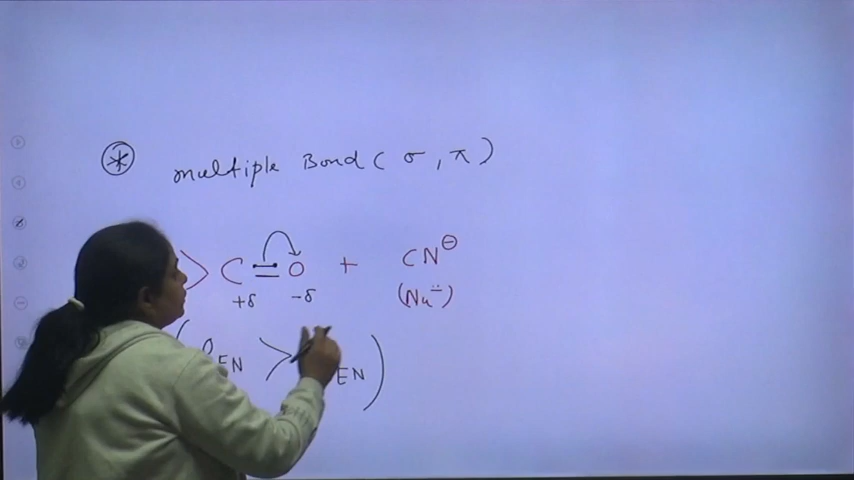 * multiple Bond ( σ , π )
> C = O + CN⊖
+δ -δ (Nu⁻̈)
( O EN > EN )